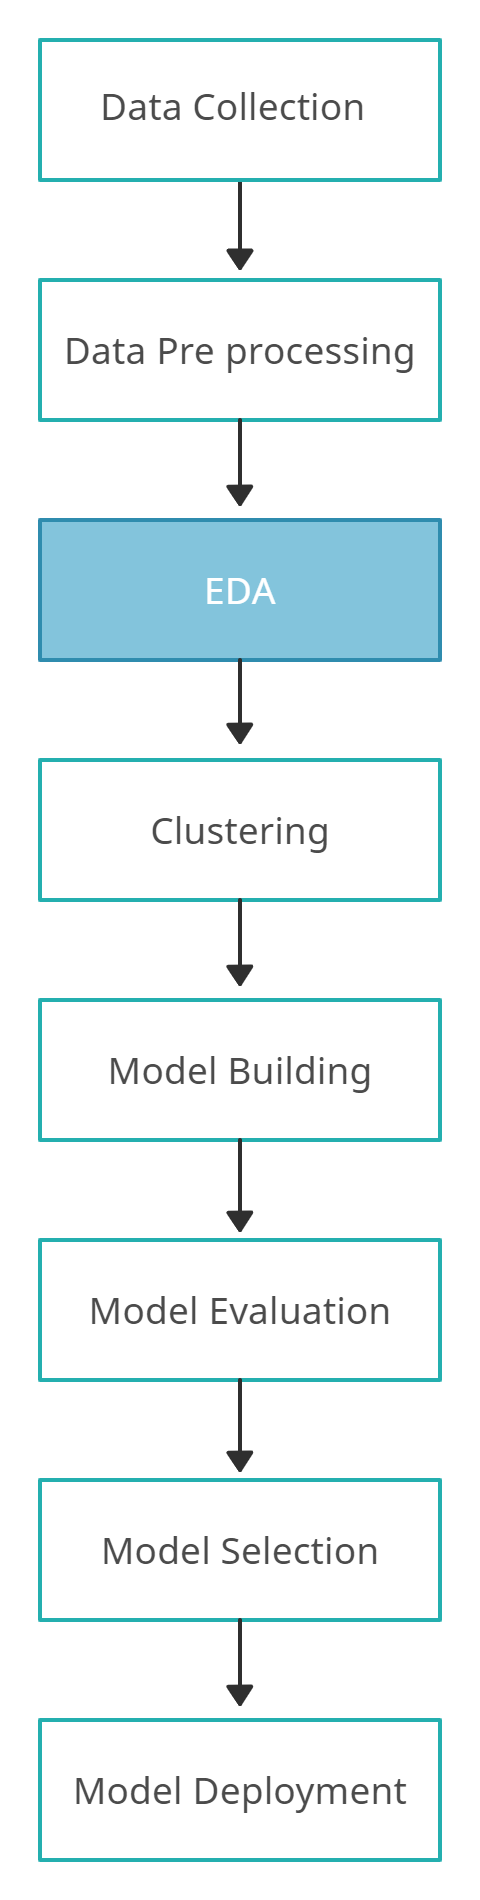 Data Collection
Data Pre processing
EDA
Clustering
Model Building
Model Evaluation
Model Selection
Model Deployment